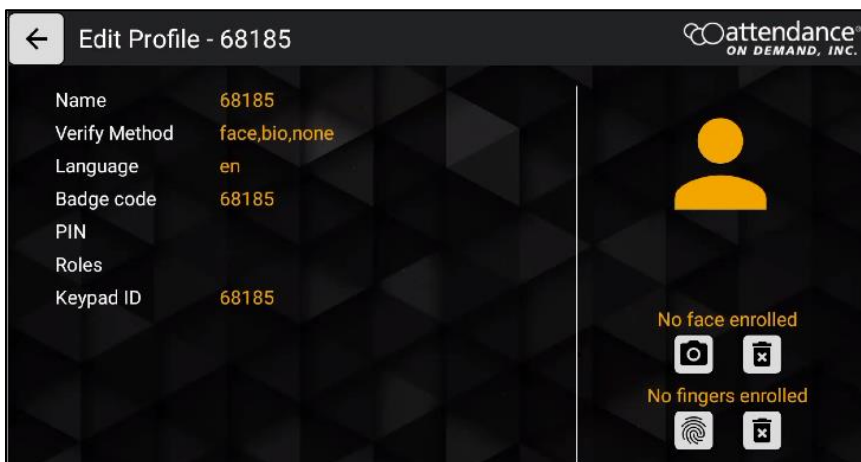 Edit Profile - 68185
attendance®
ON DEMAND, INC.
Name 68185
Verify Method face,bio,none
Language en
Badge code 68185
PIN
Roles
Keypad ID 68185
No face enrolled
No fingers enrolled